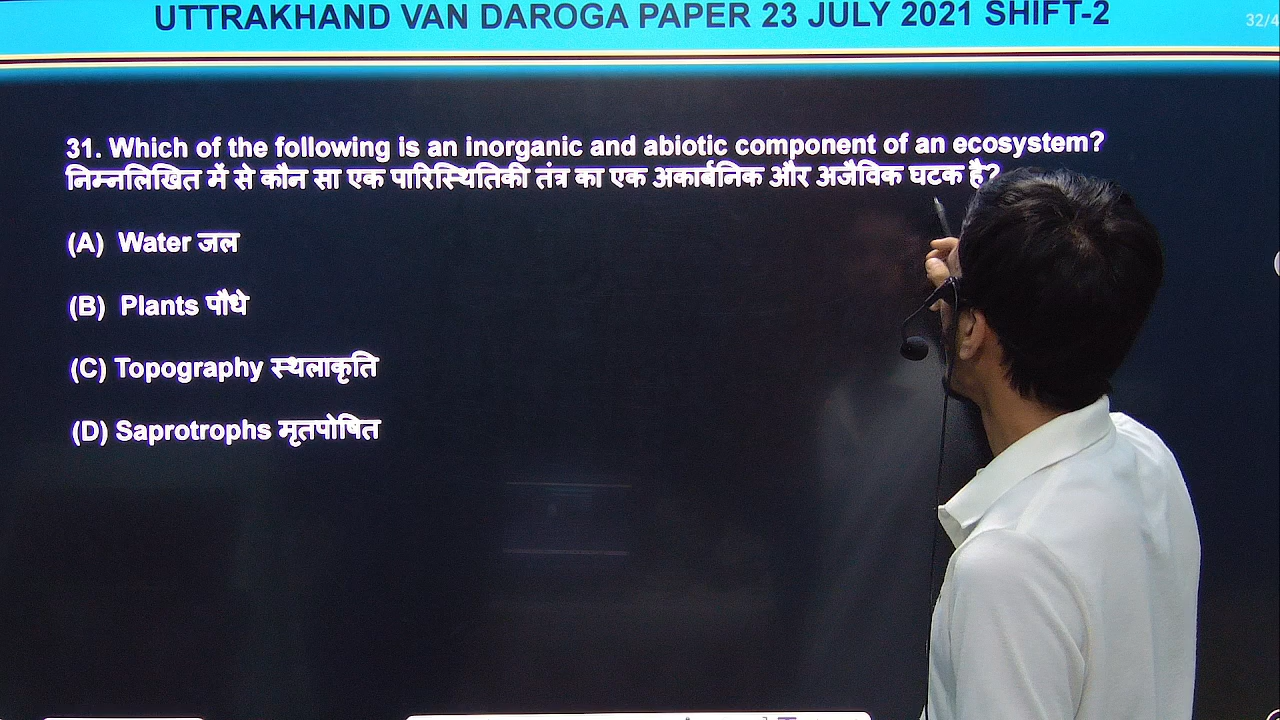 UTTRAKHAND VAN DAROGA PAPER 23 JULY 2021 SHIFT-2
32/4
31. Which of the following is an inorganic and abiotic component of an ecosystem?
निम्नलिखित में से कौन सा एक पारिस्थितिकी तंत्र का एक अकार्बनिक और अजैविक घटक है?
(A) Water जल
(B) Plants पौधे
(C) Topography स्थलाकृति
(D) Saprotrophs मृतपोषित